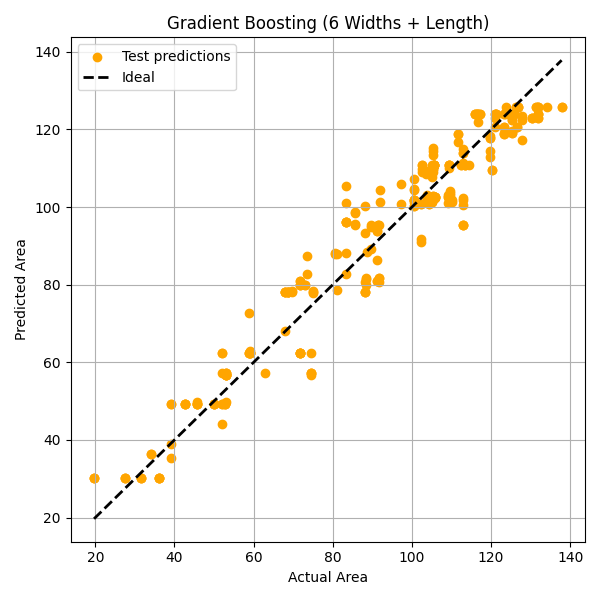 Gradient Boosting (6 Widths + Length)
Test predictions
Ideal
Predicted Area
140
120
100
80
60
40
20
20 40 60 80 100 120 140
Actual Area